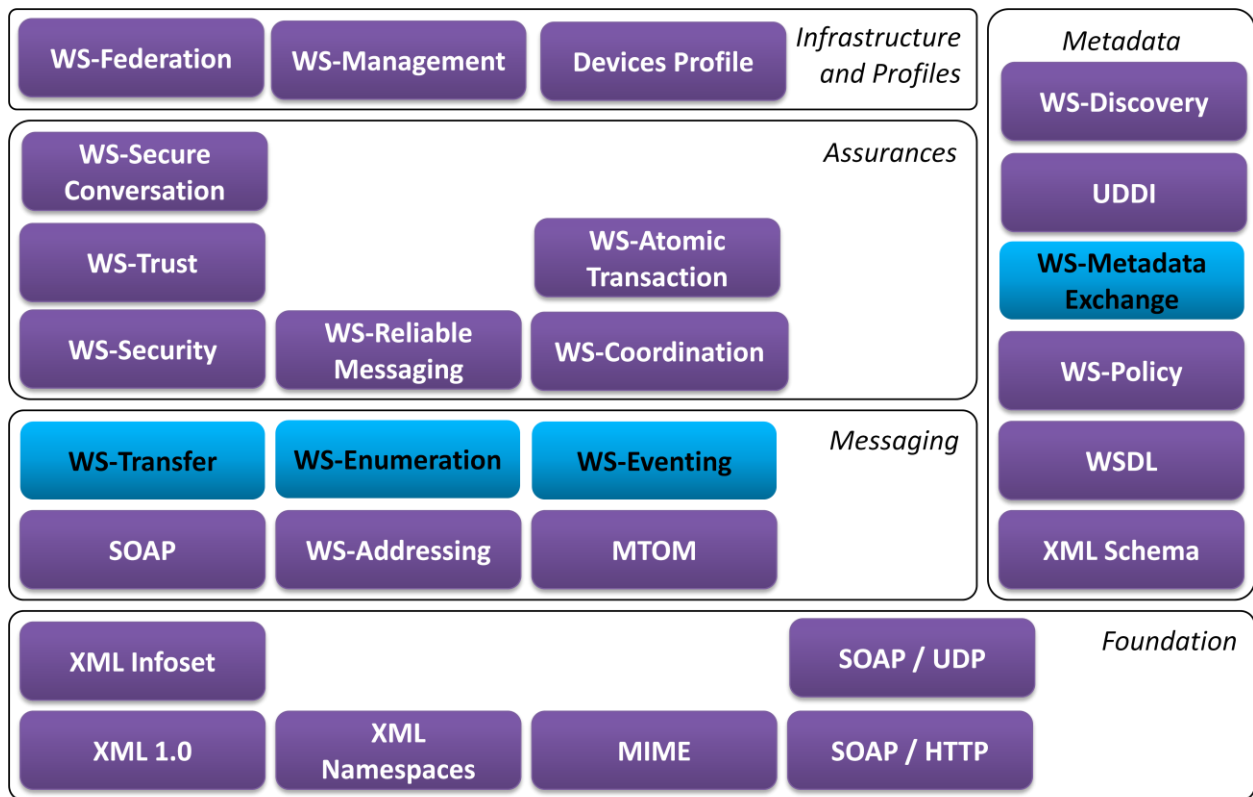 WS-Federation
WS-Management
Devices Profile
Infrastructure
and Profiles
WS-Secure
Conversation
Assurances
WS-Trust
WS-Atomic
Transaction
WS-Security
WS-Reliable
Messaging
WS-Coordination
WS-Transfer
WS-Enumeration
WS-Eventing
Messaging
SOAP
WS-Addressing
MTOM
Metadata
WS-Discovery
UDDI
WS-Metadata
Exchange
WS-Policy
WSDL
XML Schema
XML Infoset
SOAP / UDP
Foundation
XML 1.0
XML
Namespaces
MIME
SOAP / HTTP